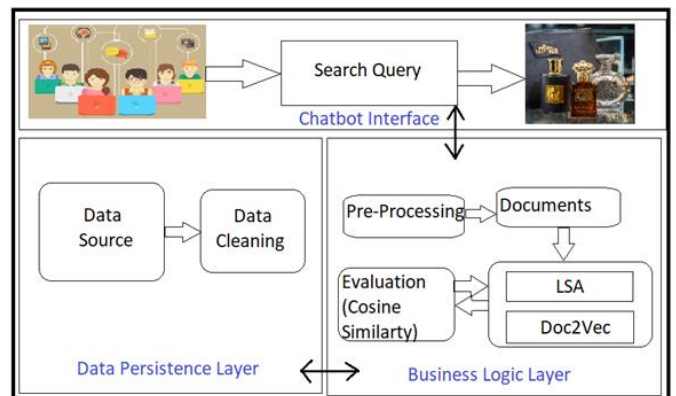 Search Query
Chatbot Interface
Data
Source
Data
Cleaning
Data Persistence Layer
Pre-Processing
Documents
Evaluation
(Cosine
Similarty)
LSA
Doc2Vec
Business Logic Layer